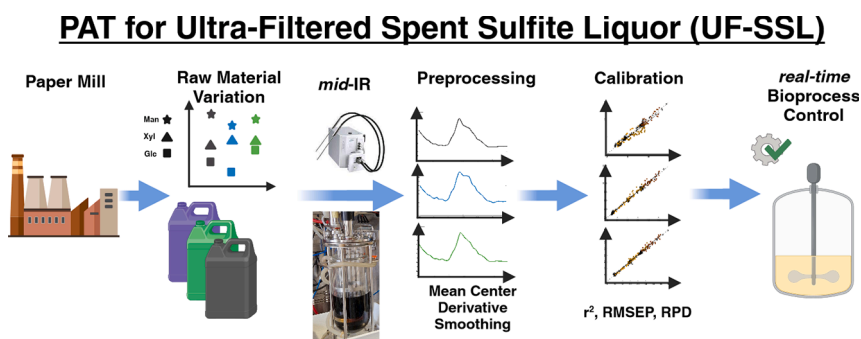 PAT for Ultra-Filtered Spent Sulfite Liquor (UF-SSL)
Paper Mill
Raw Material
Variation
Man
Xyl
Glc
mid-IR
Preprocessing
Mean Center
Derivative
Smoothing
Calibration
r², RMSEP, RPD
real-time
Bioprocess
Control